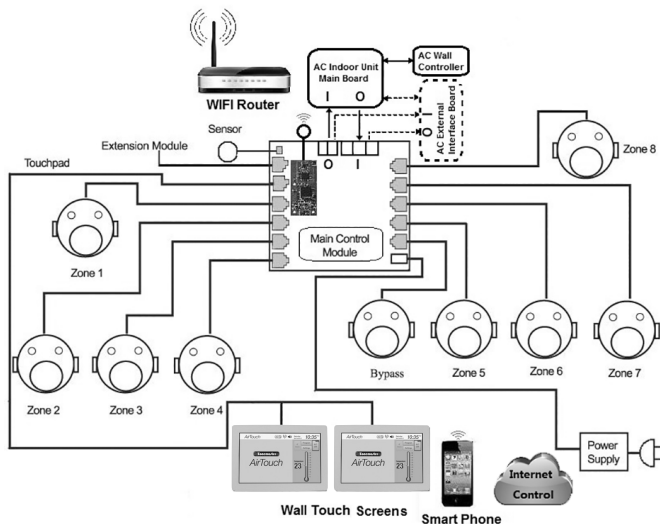 WIFI Router
AC Indoor Unit
Main Board
I O
AC Wall
Controller
AC External
Interface Board
I
O
Sensor
Extension Module
Touchpad
O I
Main Control
Module
Zone 1
Zone 2
Zone 3
Zone 4
Zone 8
Bypass
Zone 5
Zone 6
Zone 7
Power
Supply
AirTouch
23
AirTouch
23
Wall Touch Screens
Smart Phone
Internet
Control